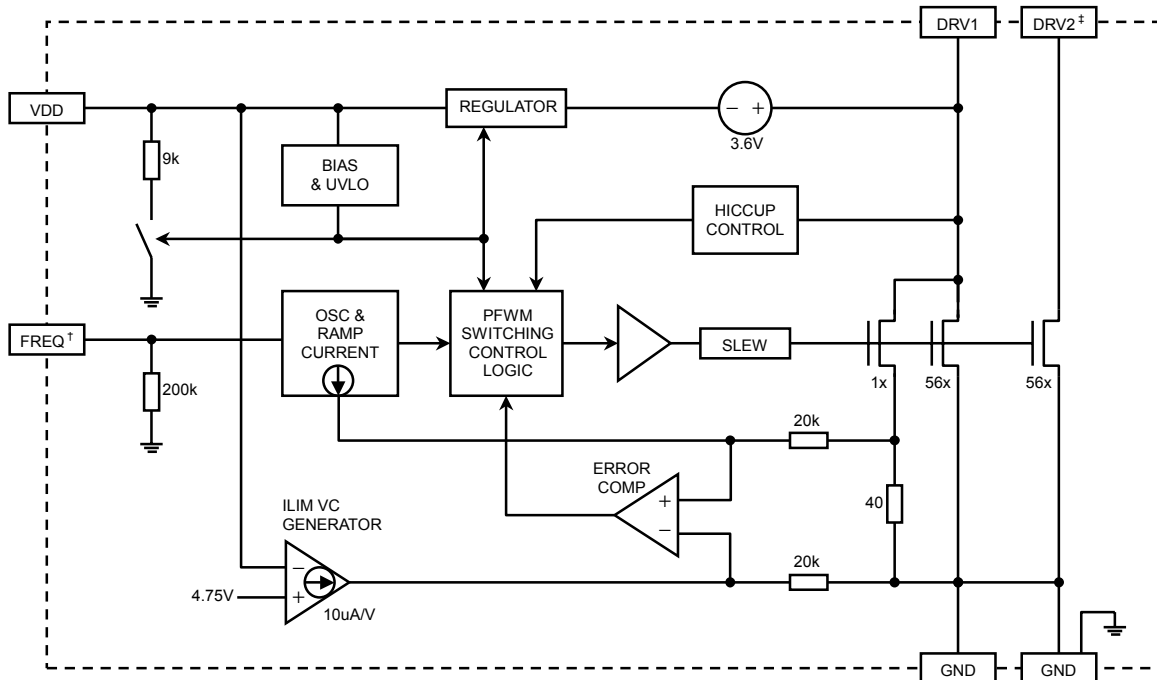 DRV1
DRV2‡
VDD
REGULATOR
− +
3.6V
9k
BIAS
& UVLO
HICCUP
CONTROL
FREQ†
OSC &
RAMP
CURRENT
PFWM
SWITCHING
CONTROL
LOGIC
SLEW
200k
1x
56x
56x
20k
ERROR
COMP
+
−
40
ILIM VC
GENERATOR
20k
−
4.75V
+
10uA/V
GND
GND